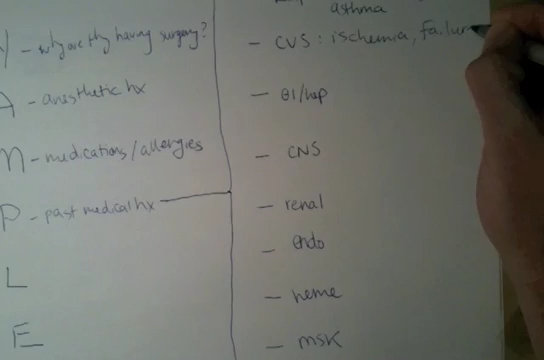 Y - why are they having surgery?
A - anesthetic hx
M - medications/allergies
P - past medical hx
L
E
asthma
- CVS: ischemia, failur
- GI/hep
- CNS
- renal
- endo
- heme
- MSK